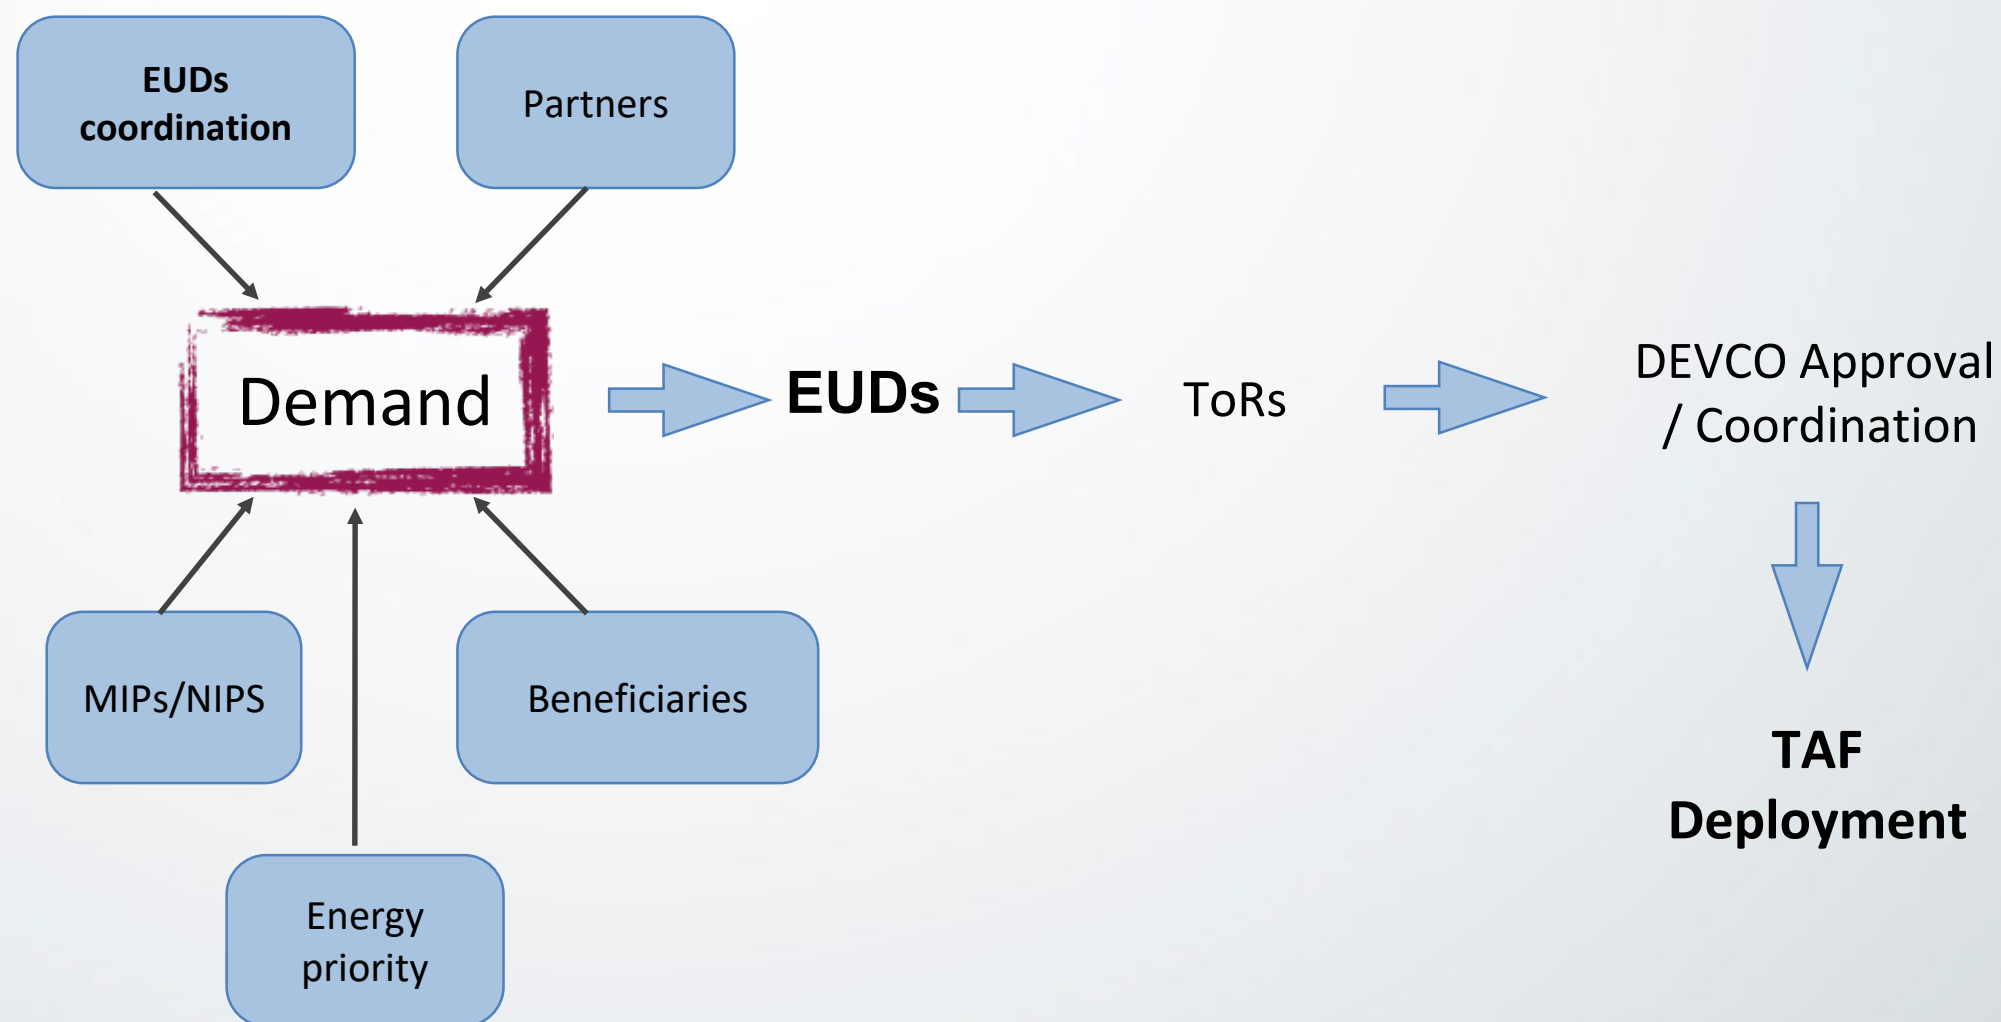 EUDs
coordination
Partners
Demand
EUDs
ToRs
DEVCO Approval
/ Coordination
MIPs/NIPS
Beneficiaries
TAF
Deployment
Energy
priority